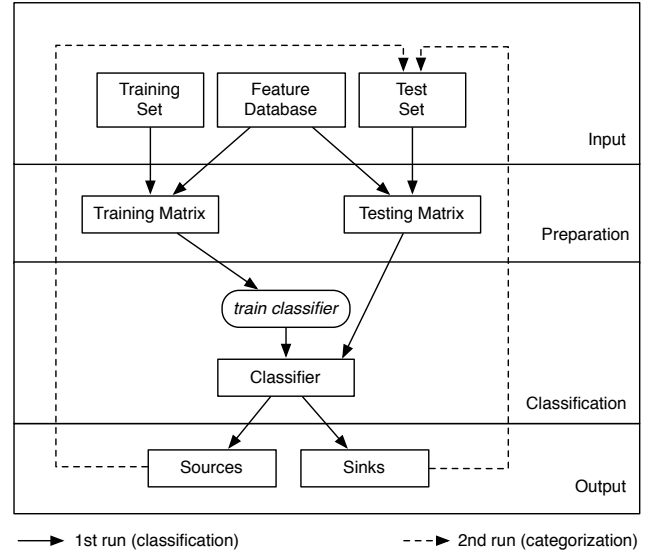 Training
Set
Feature
Database
Test
Set
Input
Training Matrix
Testing Matrix
Preparation
train classifier
Classifier
Classification
Sources
Sinks
Output
1st run (classification)
2nd run (categorization)